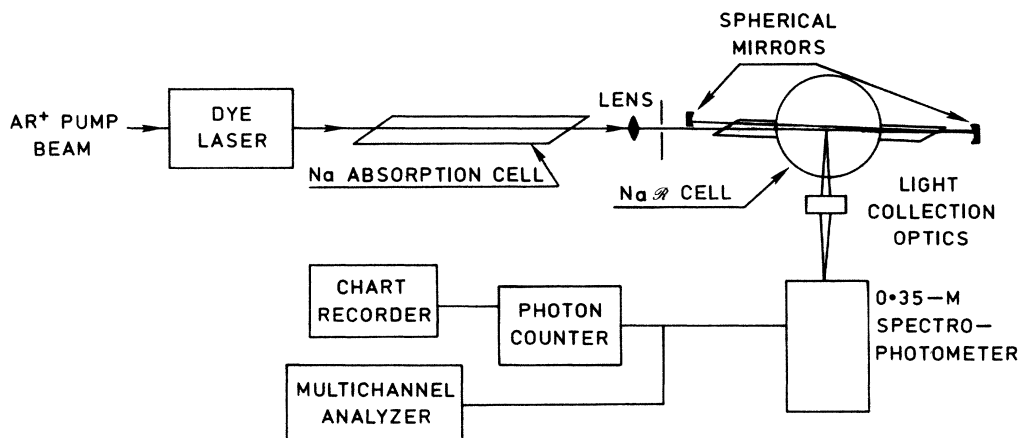 SPHERICAL
MIRRORS
LENS
DYE
LASER
AR⁺ PUMP
BEAM
Na ABSORPTION CELL
Na ℛ CELL
LIGHT
COLLECTION
OPTICS
CHART
RECORDER
PHOTON
COUNTER
0·35—M
SPECTRO—
PHOTOMETER
MULTICHANNEL
ANALYZER